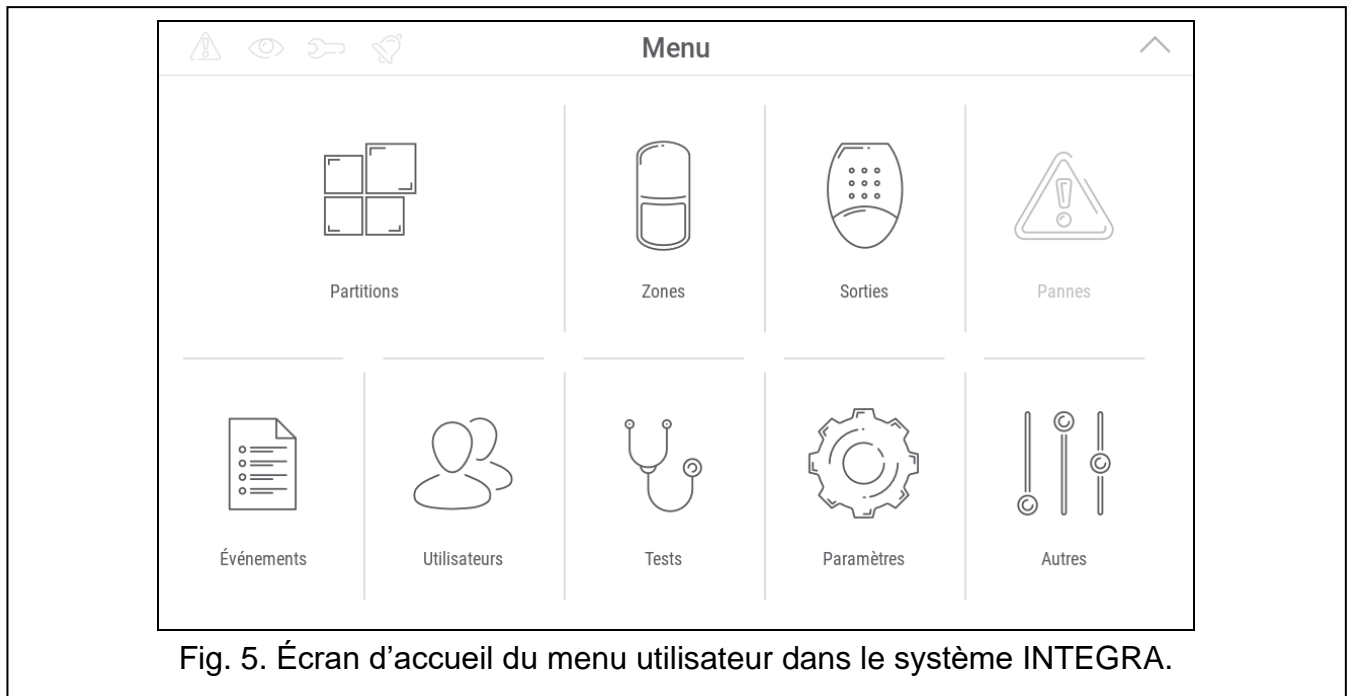 Menu
Partitions
Zones
Sorties
Pannes
Événements
Utilisateurs
Tests
Paramètres
Autres
Fig. 5. Écran d'accueil du menu utilisateur dans le système INTEGRA.